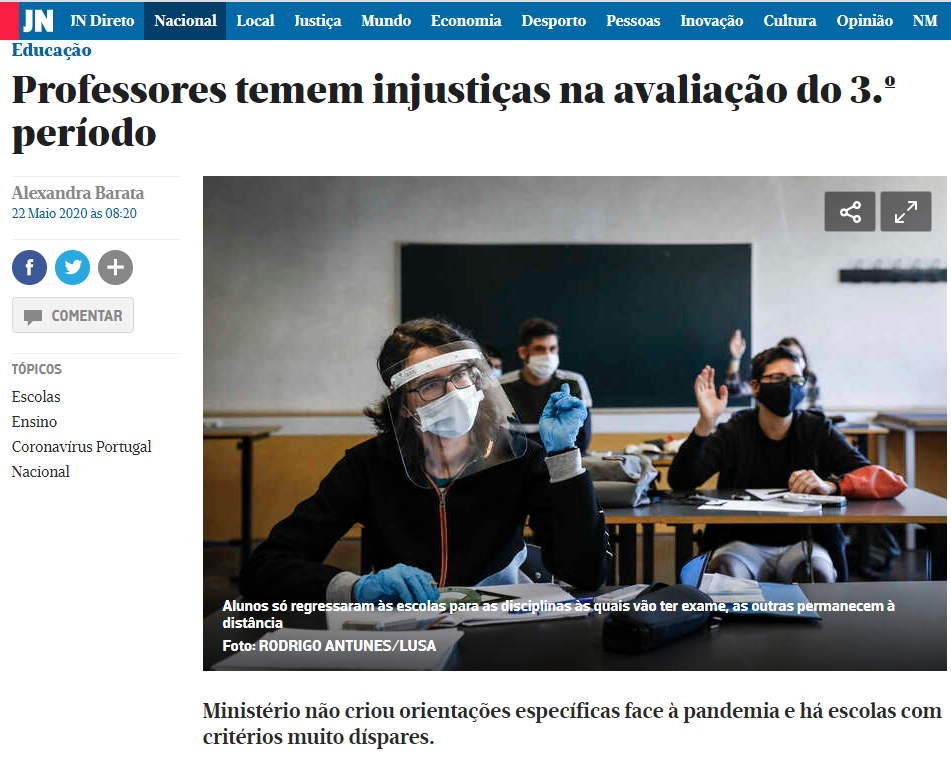 JN JN Direto Nacional Local Justiça Mundo Economia Desporto Pessoas Inovação Cultura Opinião NM
Educação
Professores temem injustiças na avaliação do 3.º
período
Alexandra Barata
22 Maio 2020 às 08:20
COMENTAR
TÓPICOS
Escolas
Ensino
Coronavírus Portugal
Nacional
Alunos só regressaram às escolas para as disciplinas às quais vão ter exame, as outras permanecem à
distância
Foto: RODRIGO ANTUNES/LUSA
Ministério não criou orientações específicas face à pandemia e há escolas com
critérios muito díspares.